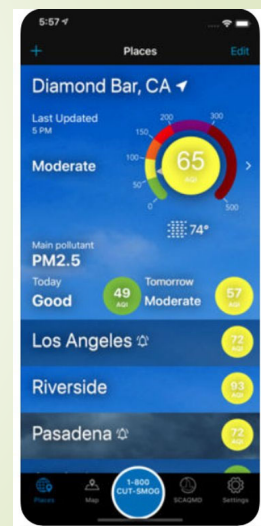 5:57
+ Places Edit
Diamond Bar, CA
Last Updated
5 PM
Moderate
0
50
100
150
200
300
500
65
AQI
74°
Main pollutant
PM2.5
Today
Good
49
AQI
Tomorrow
Moderate
57
AQI
Los Angeles
72
AQI
Riverside
93
AQI
Pasadena
72
AQI
Places
Map
1-800
CUT-SMOG
SCAQMD
Settings